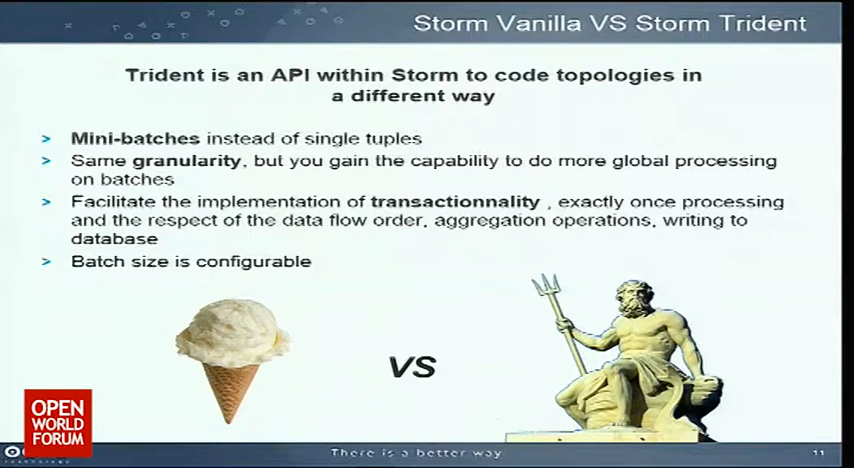 Storm Vanilla VS Storm Trident
Trident is an API within Storm to code topologies in
a different way
> Mini-batches instead of single tuples
> Same granularity, but you gain the capability to do more global processing
on batches
> Facilitate the implementation of transactionnality , exactly once processing
and the respect of the data flow order, aggregation operations, writing to
database
> Batch size is configurable
VS
OPEN
WORLD
FORUM
There is a better way
11